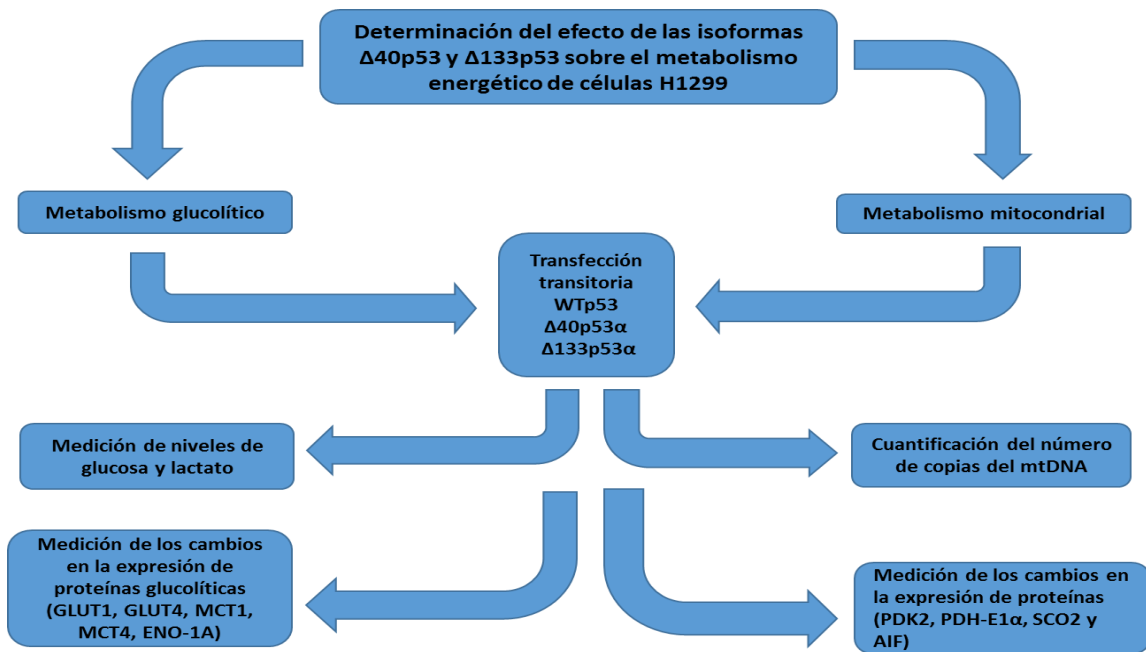 Determinación del efecto de las isoformas
Δ40p53 y Δ133p53 sobre el metabolismo
energético de células H1299
Metabolismo glucolítico
Metabolismo mitocondrial
Transfección
transitoria
WTp53
Δ40p53α
Δ133p53α
Medición de niveles de
glucosa y lactato
Cuantificación del número
de copias del mtDNA
Medición de los cambios
en la expresión de
proteínas glucolíticas
(GLUT1, GLUT4, MCT1,
MCT4, ENO-1A)
Medición de los cambios en
la expresión de proteínas
(PDK2, PDH-E1α, SCO2 y
AIF)